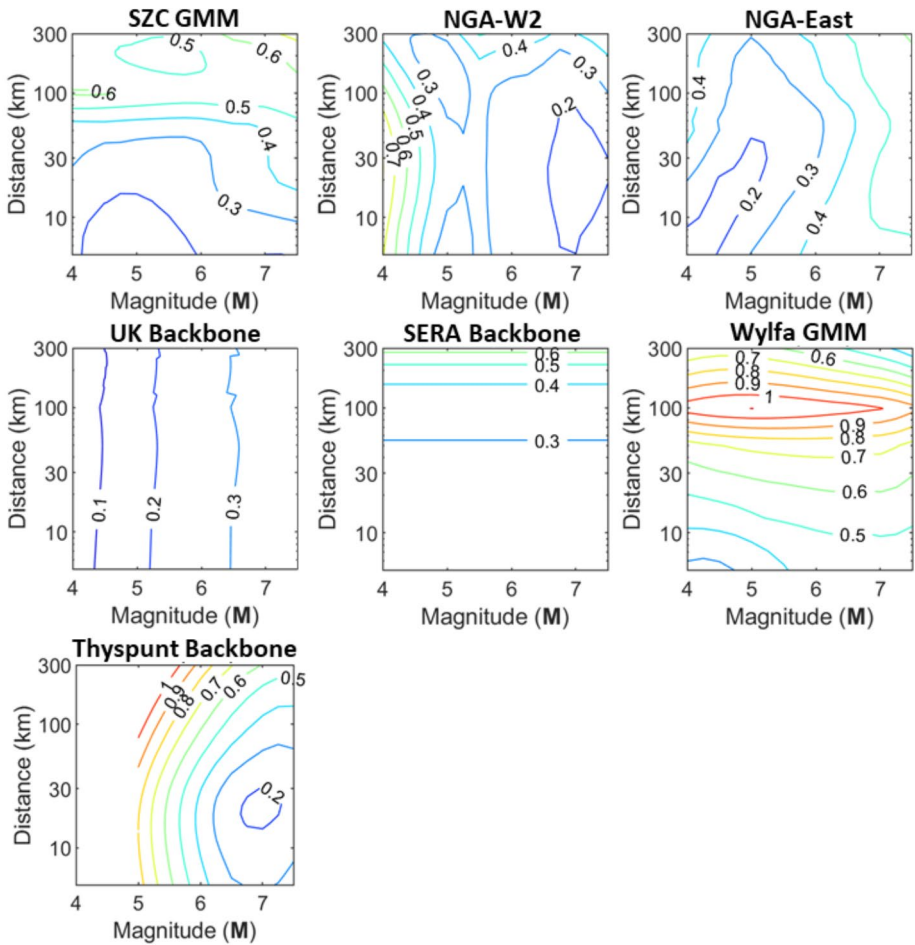 SZC GMM
300
100
30
10
Distance (km)
0.5
0.6
0.6
0.5
0.4
0.3
4 5 6 7
Magnitude (M)
NGA-W2
300
100
30
10
Distance (km)
0.4
0.3
0.3
0.4
0.5
0.6
0.7
0.2
4 5 6 7
Magnitude (M)
NGA-East
300
100
30
10
Distance (km)
0.4
0.2
0.3
0.4
4 5 6 7
Magnitude (M)
UK Backbone
300
100
30
10
Distance (km)
0.1
0.2
0.3
4 5 6 7
Magnitude (M)
SERA Backbone
300
100
30
10
Distance (km)
0.6
0.5
0.4
0.3
4 5 6 7
Magnitude (M)
Wylfa GMM
300
100
30
10
Distance (km)
0.7
0.6
0.8
0.9
1
0.9
0.8
0.7
0.6
0.5
4 5 6 7
Magnitude (M)
Thyspunt Backbone
300
100
30
10
Distance (km)
1
0.9
0.8
0.7
0.6
0.5
0.2
4 5 6 7
Magnitude (M)